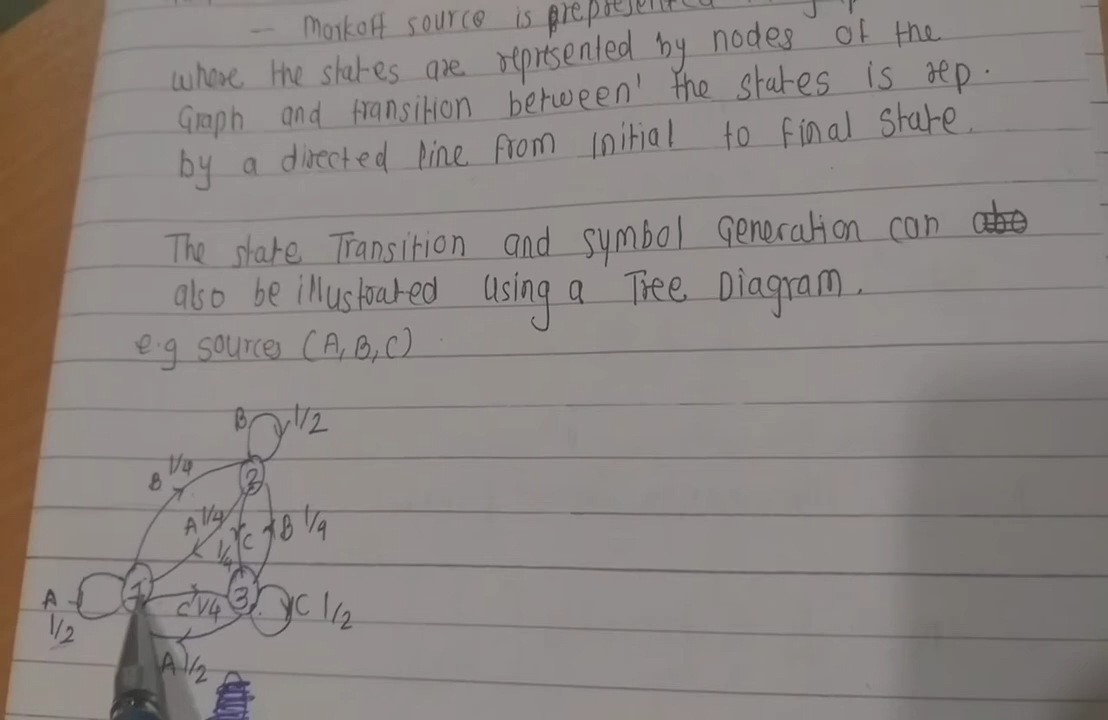 — Markoff source is
where the states are represented by nodes of the
Graph and transition between the states is rep.
by a directed line from initial to final state.
The state Transition and symbol Generation can
also be illustrated Using a Tree Diagram.
e.g sources (A, B, C)
B 1/2
B 1/4
2
A 1/4
1/4 C
B 1/4
A 1/2
1
C 1/4
3
C 1/2
A 1/2